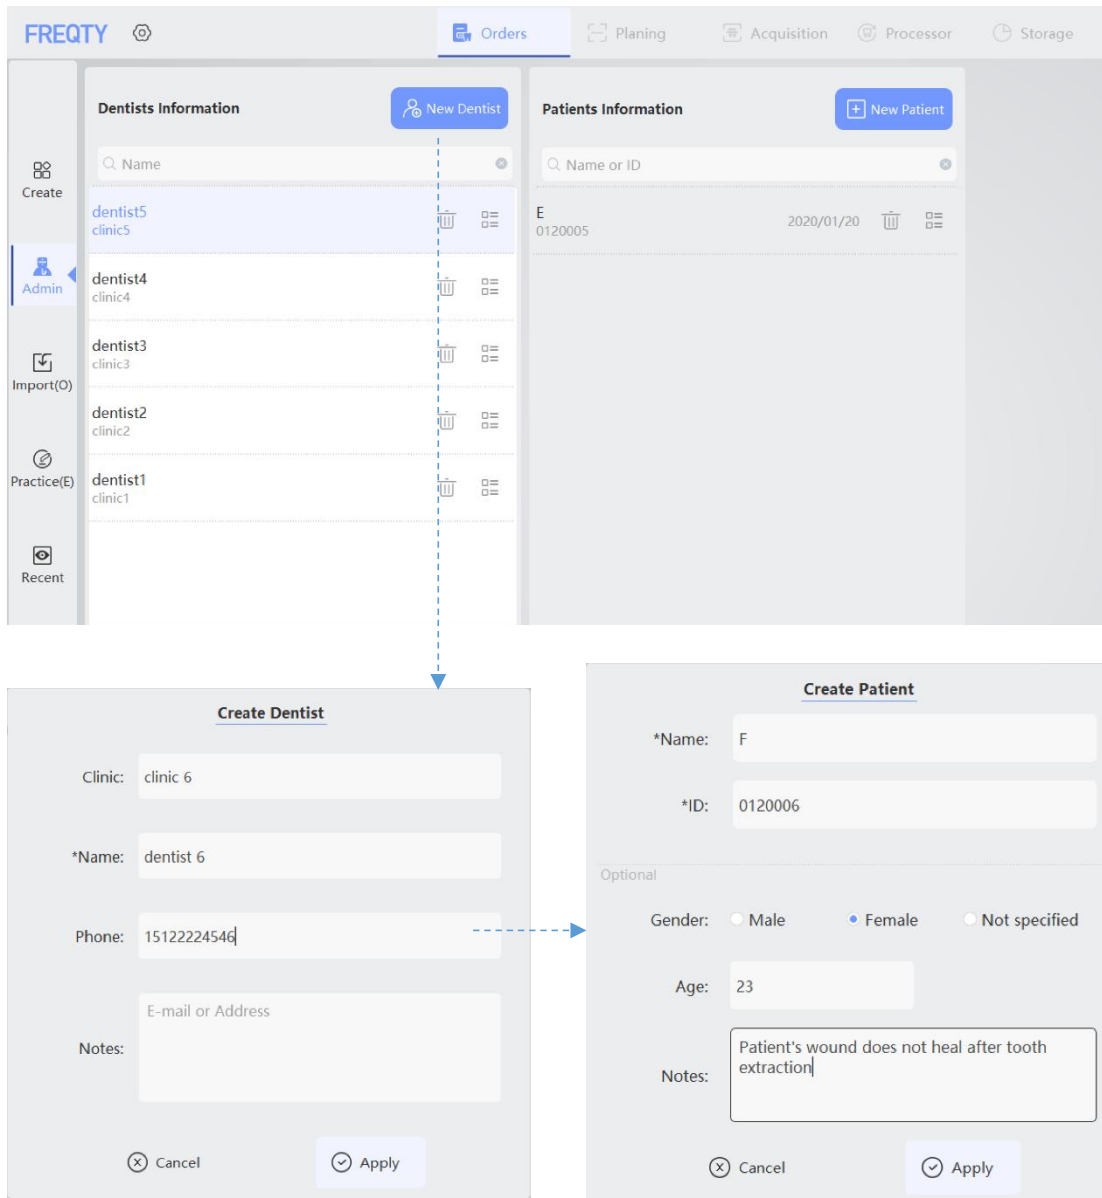 FREQTY
Orders
Planing
Acquisition
Processor
Storage
Create
Admin
Import(O)
Practice(E)
Recent
Dentists Information
New Dentist
Name
dentist5
clinic5
dentist4
clinic4
dentist3
clinic3
dentist2
clinic2
dentist1
clinic1
Patients Information
New Patient
Name or ID
E
0120005
2020/01/20
Create Dentist
Clinic: clinic 6
*Name: dentist 6
Phone: 15122224546
Notes: E-mail or Address
Cancel
Apply
Create Patient
*Name: F
*ID: 0120006
Optional
Gender: Male Female Not specified
Age: 23
Notes: Patient's wound does not heal after tooth
extraction
Cancel
Apply